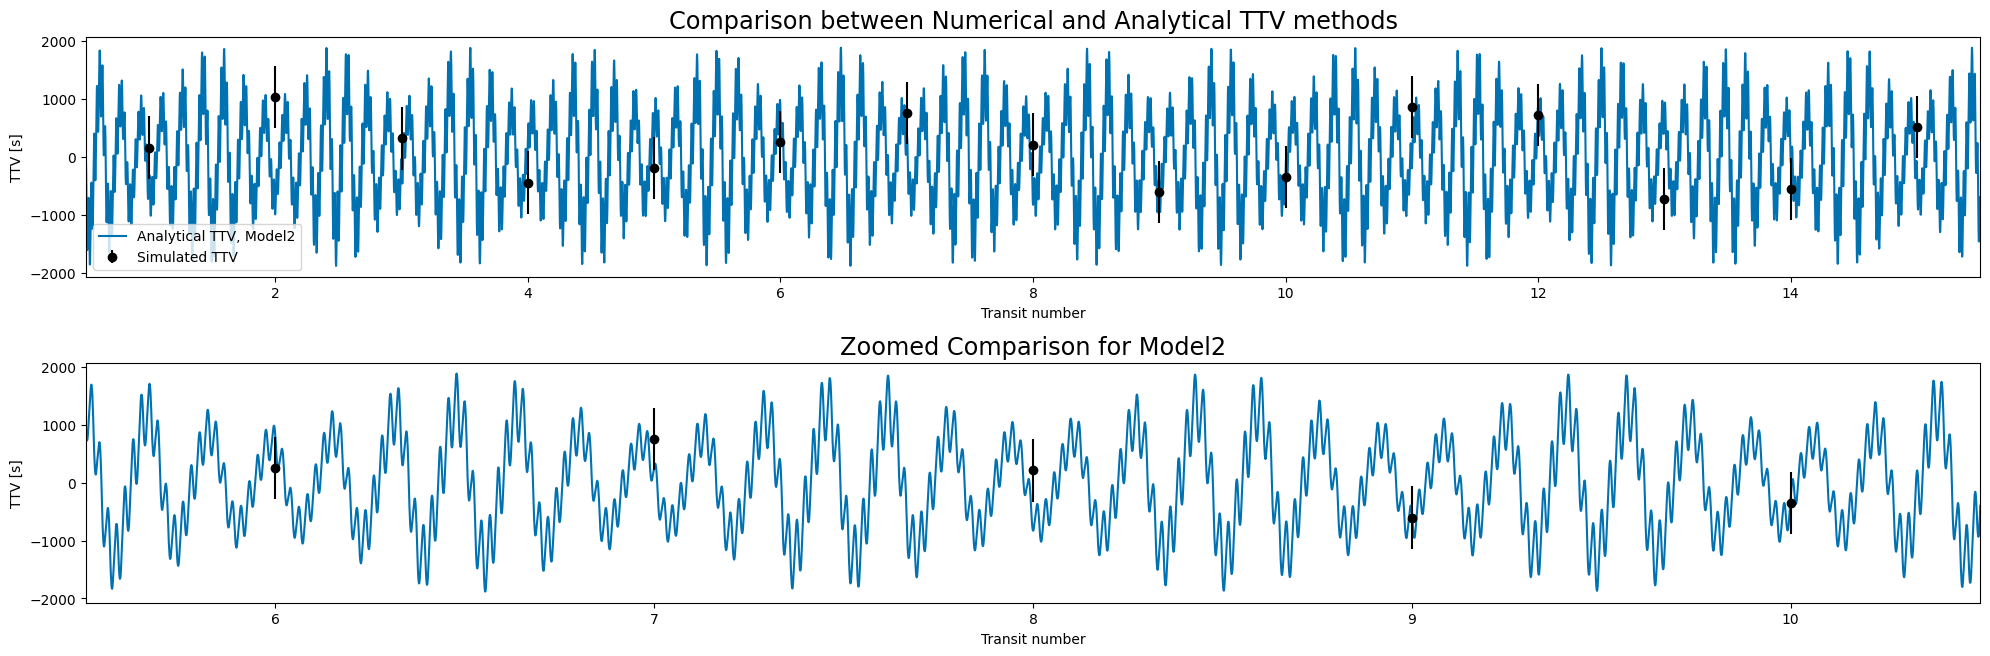 Comparison between Numerical and Analytical TTV methods
2000
1000
0
−1000
−2000
TTV [s]
Analytical TTV, Model2
Simulated TTV
2 4 6 8 10 12 14
Transit number
Zoomed Comparison for Model2
2000
1000
0
−1000
−2000
TTV [s]
6 7 8 9 10
Transit number